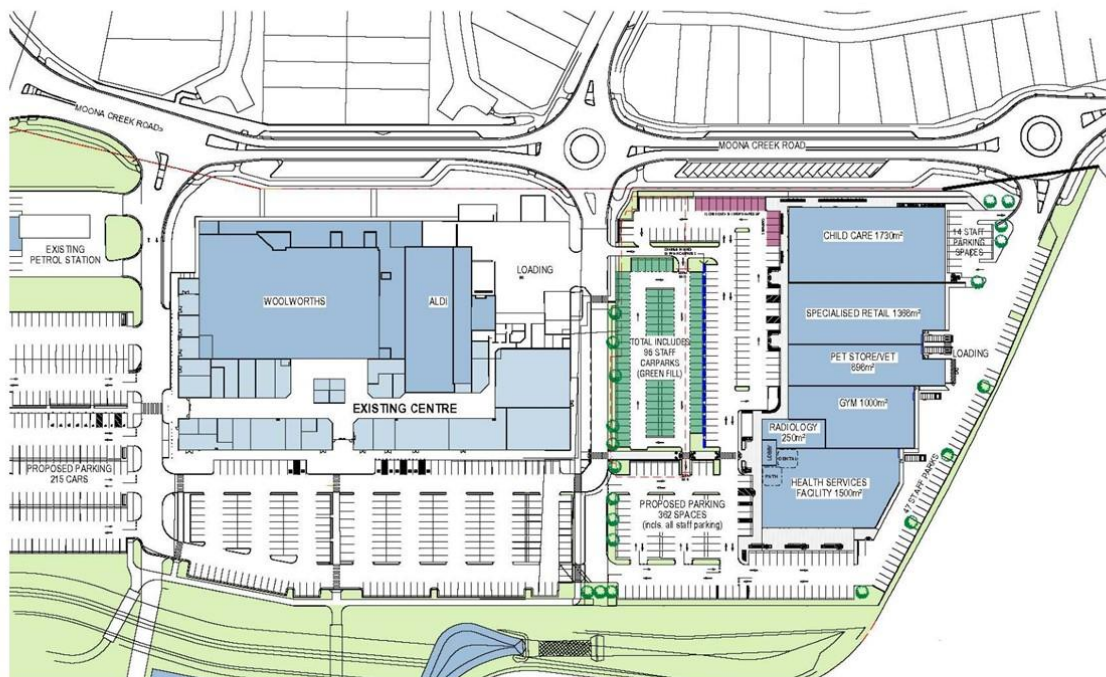 MOONA CREEK ROAD
MOONA CREEK ROAD
EXISTING
PETROL STATION
WOOLWORTHS
ALDI
LOADING
EXISTING CENTRE
PROPOSED PARKING
215 CARS
TOTAL INCLUDES
96 STAFF
CARPARKS
(GREEN FILL)
CHILD CARE 1730m²
14 STAFF
PARKING
SPACES
SPECIALISED RETAIL 1366m²
PET STORE/VET
696m²
LOADING
GYM 1000m²
RADIOLOGY
250m²
LOBBY
DENTAL
PATH
HEALTH SERVICES
FACILITY 1500m²
47 STAFF PARKS
PROPOSED PARKING
362 SPACES
(incls. all staff parking)